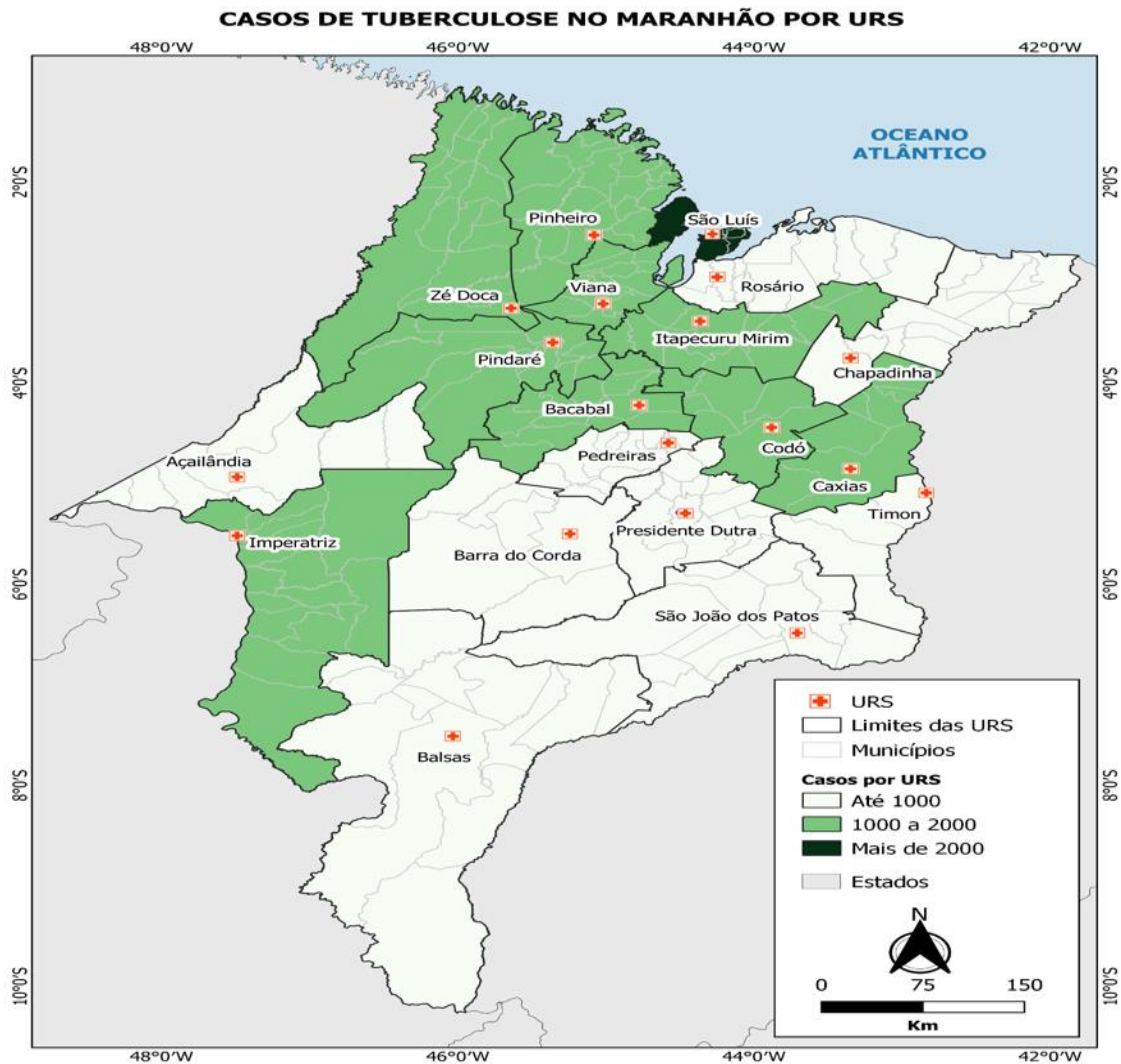 CASOS DE TUBERCULOSE NO MARANHÃO POR URS
48°0'W 46°0'W 44°0'W 42°0'W
OCEANO
ATLÂNTICO
2°0'S 2°0'S
Pinheiro
São Luís
Viana
Rosário
Zé Doca
Itapecuru Mirim
Pindaré
Chapadinha
4°0'S 4°0'S
Bacabal
Codó
Pedreiras
Açailândia
Caxias
Timon
Presidente Dutra
Imperatriz
Barra do Corda
6°0'S 6°0'S
São João dos Patos
Balsas
8°0'S 8°0'S
10°0'S 10°0'S
URS
Limites das URS
Municípios
Casos por URS
Até 1000
1000 a 2000
Mais de 2000
Estados
N
0 75 150
Km
48°0'W 46°0'W 44°0'W 42°0'W